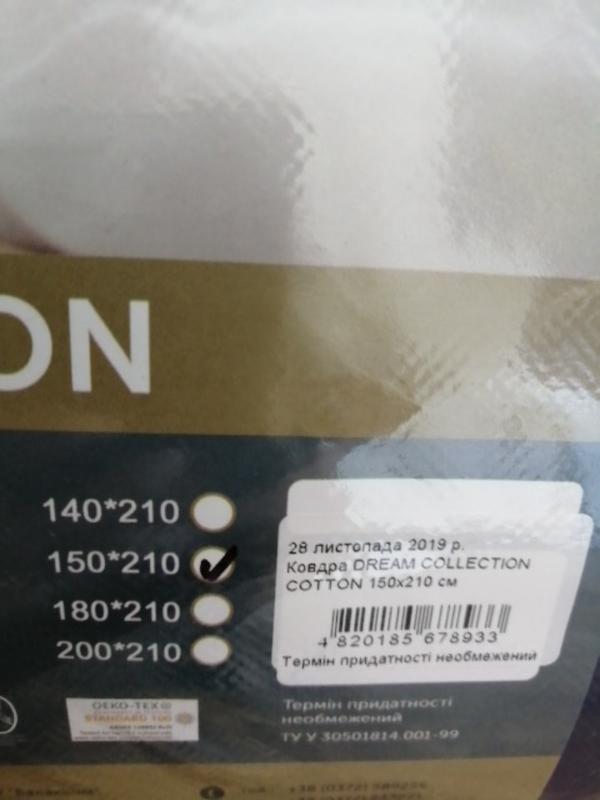 ON
140*210
150*210
180*210
200*210
28 листопада 2019 р.
Ковдра DREAM COLLECTION
COTTON 150x210 см
4 820185 678933
Термін придатності необмежений
OEKO-TEX®
STANDARD 100
Термін придатності
необмежений
ТУ У 30501814.001-99